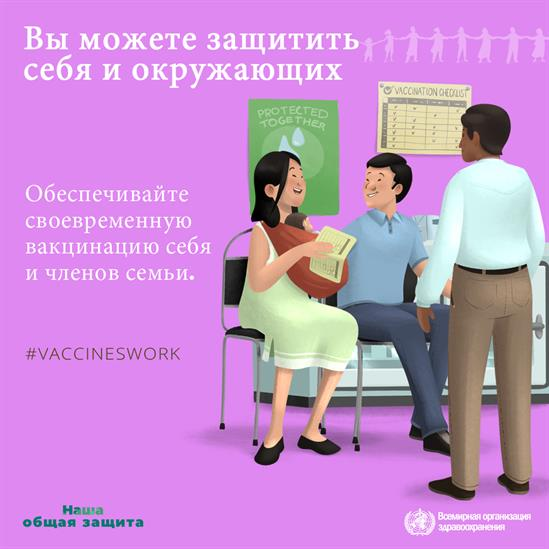 Вы можете защитить
себя и окружающих
PROTECTED
TOGETHER
VACCINATION CHECKLIST
Обеспечивайте
своевременную
вакцинацию себя
и членов семьи.
#VACCINESWORK
Наша
общая защита
Всемирная организация
здравоохранения